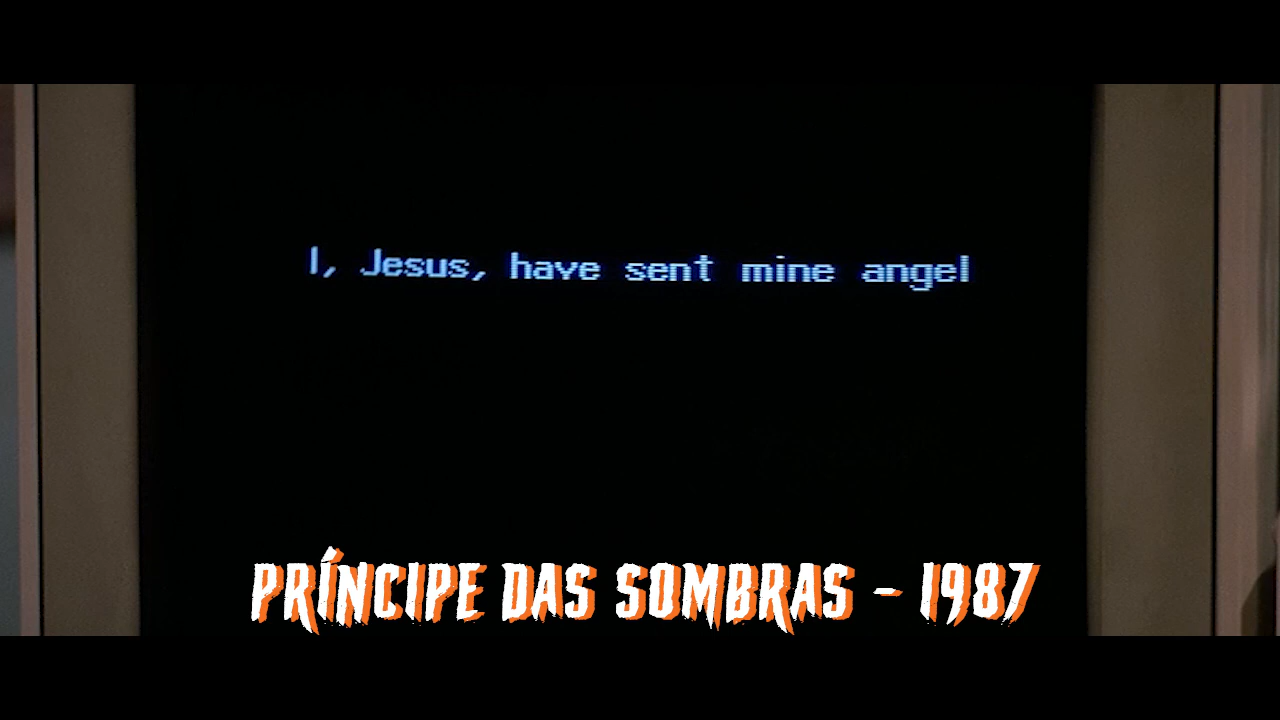 I, Jesus, have sent mine angel
PRÍNCIPE DAS SOMBRAS - 1987